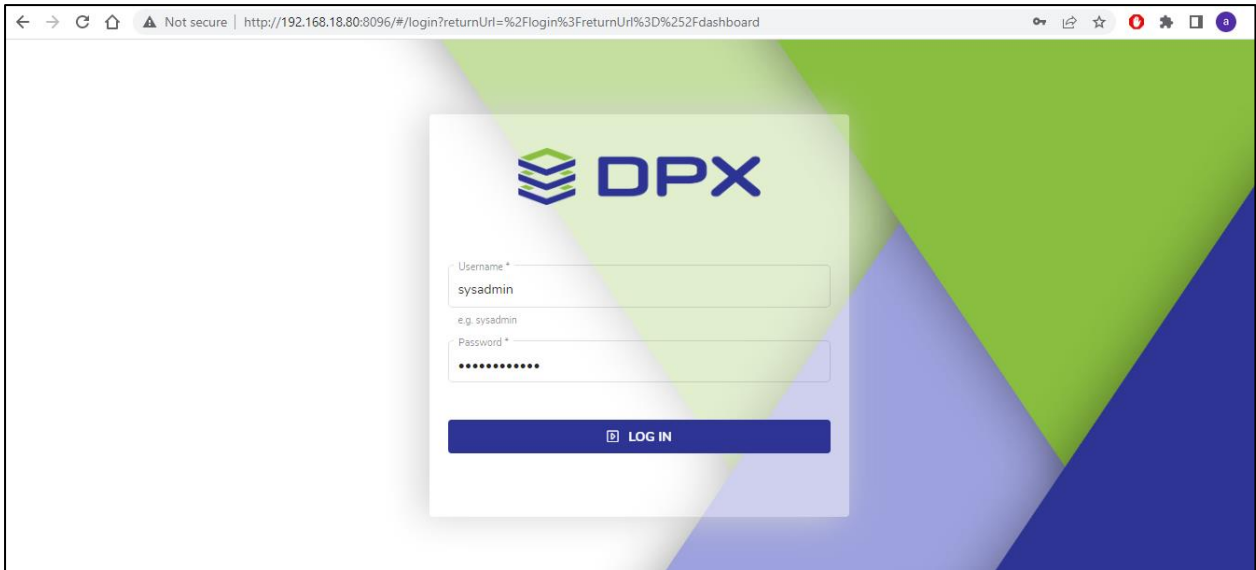 Not secure | http://192.168.18.80:8096/#/login?returnUrl=%2Flogin%3FreturnUrl%3D%252Fdashboard
a
DPX
Username *
sysadmin
e.g. sysadmin
Password *
••••••••••••
LOG IN